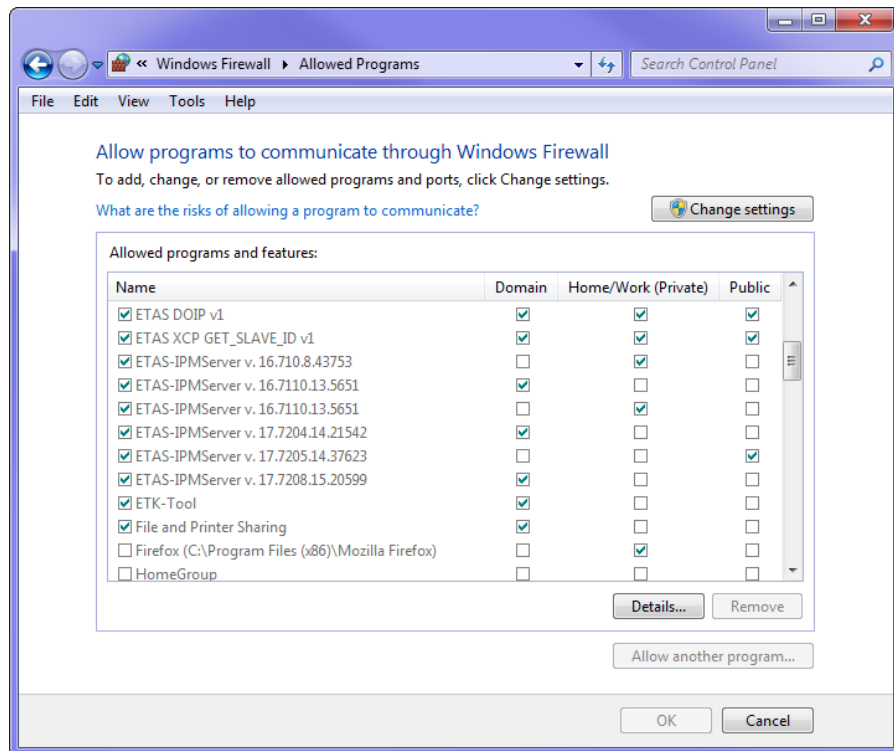 « Windows Firewall ▸ Allowed Programs
Search Control Panel
File Edit View Tools Help
Allow programs to communicate through Windows Firewall
To add, change, or remove allowed programs and ports, click Change settings.
What are the risks of allowing a program to communicate?
Change settings
Allowed programs and features:
Name Domain Home/Work (Private) Public
ETAS DOIP v1
ETAS XCP GET_SLAVE_ID v1
ETAS-IPMServer v. 16.710.8.43753
ETAS-IPMServer v. 16.7110.13.5651
ETAS-IPMServer v. 16.7110.13.5651
ETAS-IPMServer v. 17.7204.14.21542
ETAS-IPMServer v. 17.7205.14.37623
ETAS-IPMServer v. 17.7208.15.20599
ETK-Tool
File and Printer Sharing
Firefox (C:\Program Files (x86)\Mozilla Firefox)
HomeGroup
Details... Remove
Allow another program...
OK Cancel